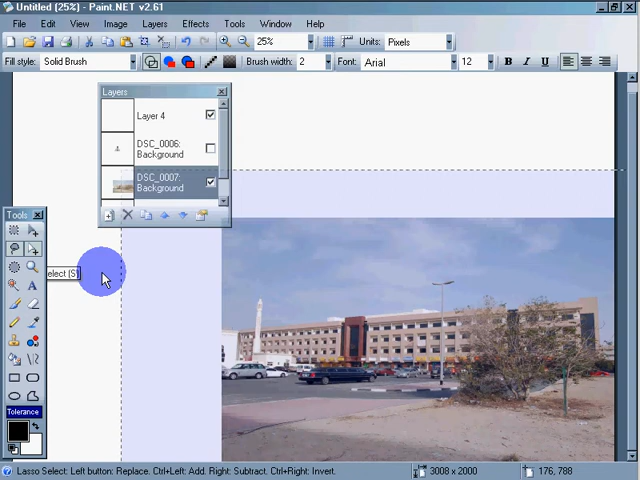 Untitled (25%) - Paint.NET v2.61
File Edit View Image Layers Effects Tools Window Help
25% Units: Pixels
Fill style: Solid Brush Brush width: 2 Font: Arial 12 B I U
Layers
Layer 4
DSC_0006:
Background
DSC_0007:
Background
Tools
elect (S)
A
Tolerance
Lasso Select: Left button: Replace. Ctrl+Left: Add. Right: Subtract. Ctrl+Right: Invert. 3008 x 2000 176, 788